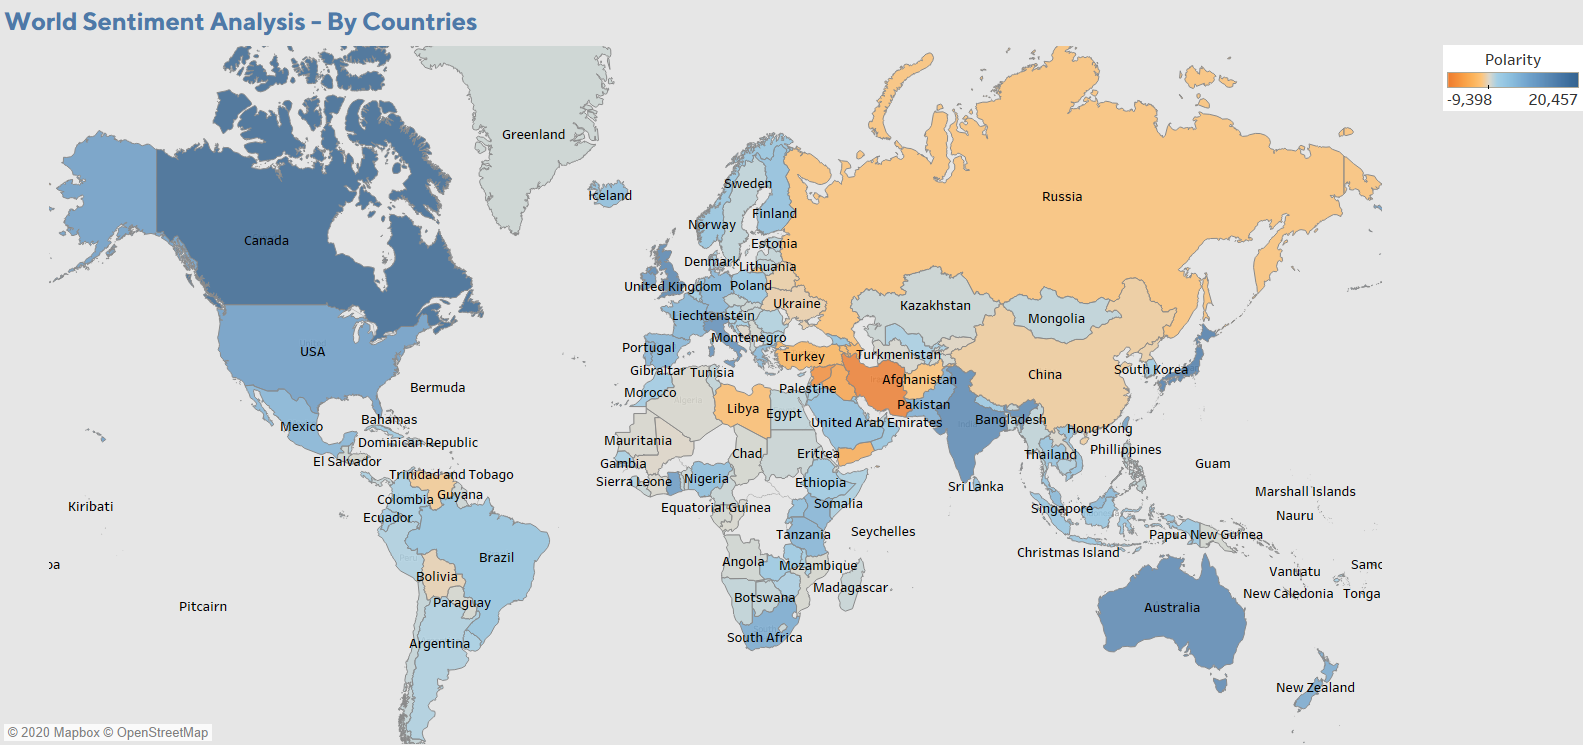 World Sentiment Analysis - By Countries
Polarity
-9,398 20,457
Greenland
Iceland
Sweden
Finland
Norway
Russia
Canada
Estonia
Denmark
Lithuania
United Kingdom
Poland
Ukraine
Kazakhstan
Liechtenstein
Mongolia
Montenegro
USA
Portugal
Turkey
Turkmenistan
Gibraltar
Tunisia
China
South Korea
Afghanistan
Bermuda
Morocco
Palestine
Pakistan
Libya
Egypt
Bahamas
Mexico
United Arab Emirates
Bangladesh
Hong Kong
Dominican Republic
Mauritania
Chad
Eritrea
Thailand
Phillippines
El Salvador
Gambia
Guam
Trinidad and Tobago
Sierra Leone
Nigeria
Ethiopia
Sri Lanka
Marshall Islands
Colombia
Guyana
Somalia
Kiribati
Equatorial Guinea
Singapore
Nauru
Ecuador
Seychelles
Tanzania
Papua New Guinea
Christmas Island
Brazil
Angola
Mozambique
Vanuatu
Samo
Bolivia
Madagascar
New Caledonia
Tonga
Pitcairn
Paraguay
Botswana
Australia
South Africa
Argentina
New Zealand
© 2020 Mapbox © OpenStreetMap